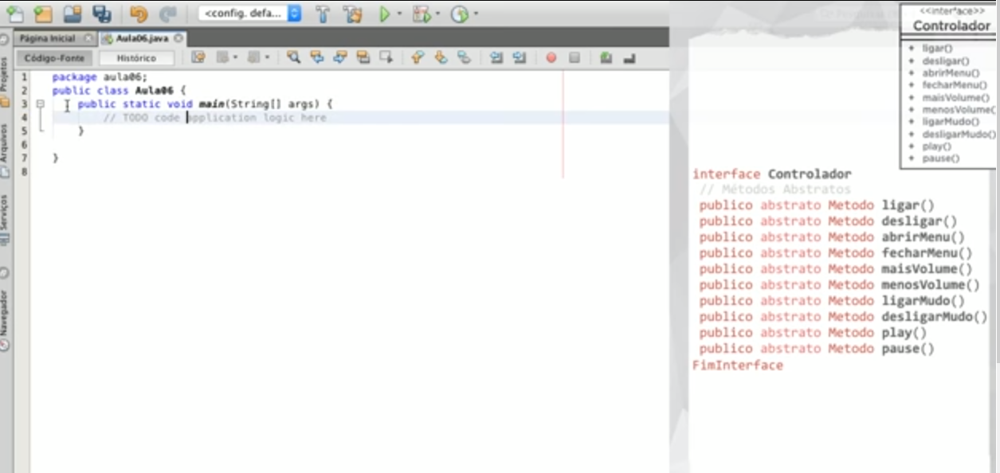 <config. defa...
Página Inicial
Aula06.java
Código-Fonte
Histórico
Projetos
Arquivos
Serviços
Navegador
1 package aula06;
2 public class Aula06 {
3 public static void main(String[] args) {
4 // TODO code application logic here
5 }
6
7 }
8
<<interface>>
Controlador
+ ligar()
+ desligar()
+ abrirMenu()
+ fecharMenu()
+ maisVolume()
+ menosVolume(
+ ligarMudo()
+ desligarMudo()
+ play()
+ pause()
interface Controlador
// Métodos Abstratos
publico abstrato Metodo ligar()
publico abstrato Metodo desligar()
publico abstrato Metodo abrirMenu()
publico abstrato Metodo fecharMenu()
publico abstrato Metodo maisVolume()
publico abstrato Metodo menosVolume()
publico abstrato Metodo ligarMudo()
publico abstrato Metodo desligarMudo()
publico abstrato Metodo play()
publico abstrato Metodo pause()
FimInterface